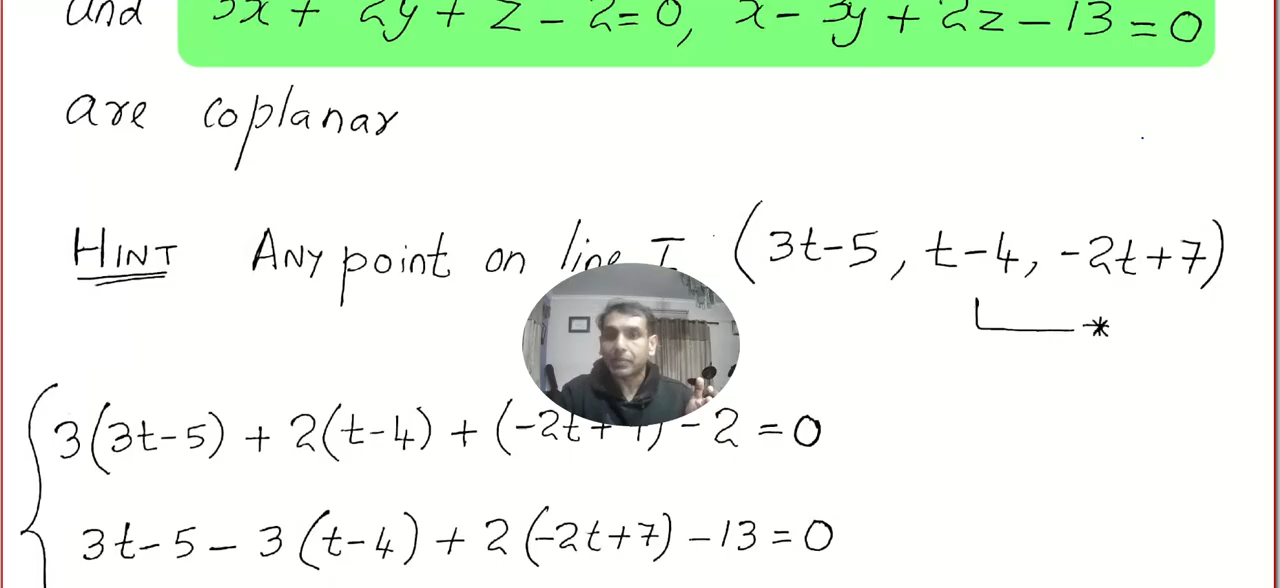 and 3x + 2y + z - 2 = 0, x - 3y + 2z - 13 = 0
are coplanar
HINT Any point on line I (3t-5, t-4, -2t+7)
*
3(3t-5) + 2(t-4) + (-2t+7) - 2 = 0
3t - 5 - 3(t-4) + 2(-2t+7) - 13 = 0